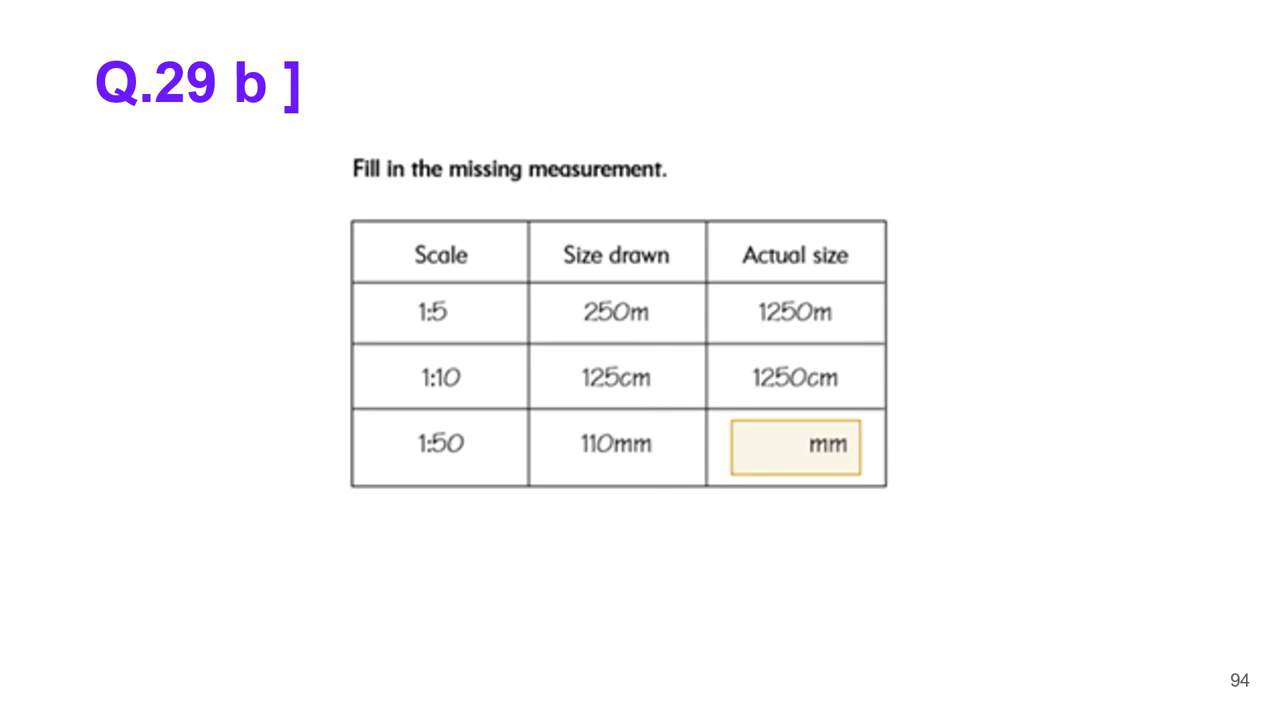 Q.29 b ]
Fill in the missing measurement.
Scale Size drawn Actual size
1:5 250m 1250m
1:10 125cm 1250cm
1:50 110mm mm
94